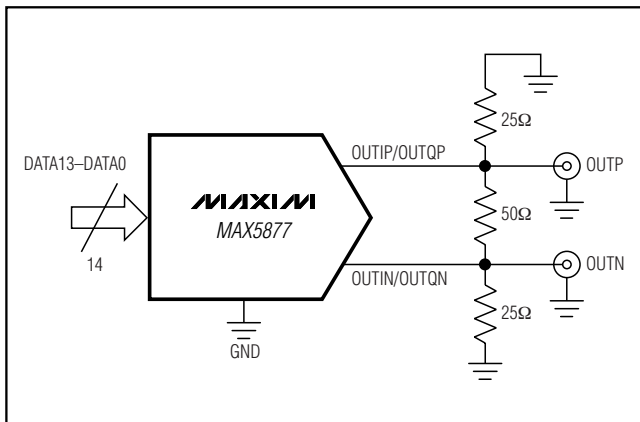 25Ω
OUTIP/OUTQP
OUTP
DATA13–DATA0
MAXIM
MAX5877
50Ω
14
OUTIN/OUTQN
OUTN
25Ω
GND